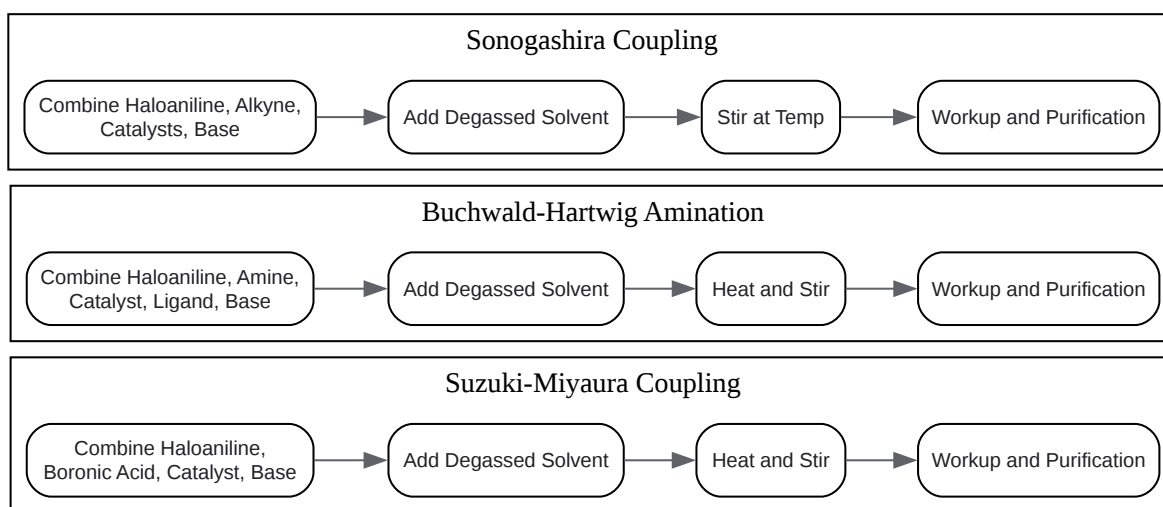 Sonogashira Coupling
Combine Haloaniline, Alkyne,
Catalysts, Base
Add Degassed Solvent
Stir at Temp
Workup and Purification
Buchwald-Hartwig Amination
Combine Haloaniline, Amine,
Catalyst, Ligand, Base
Add Degassed Solvent
Heat and Stir
Workup and Purification
Suzuki-Miyaura Coupling
Combine Haloaniline,
Boronic Acid, Catalyst, Base
Add Degassed Solvent
Heat and Stir
Workup and Purification